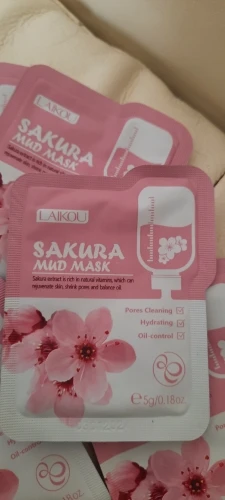 LAIKOU
SAKURA
MUD MASK
LAIKOU
SAKURA
MUD MASK
Sakura extract is rich in natural vitamins, which can
rejuvenate skin, shrink pores and balance oil
Pores Cleaning
Hydrating
Oil-control
℮5g/0.18oz